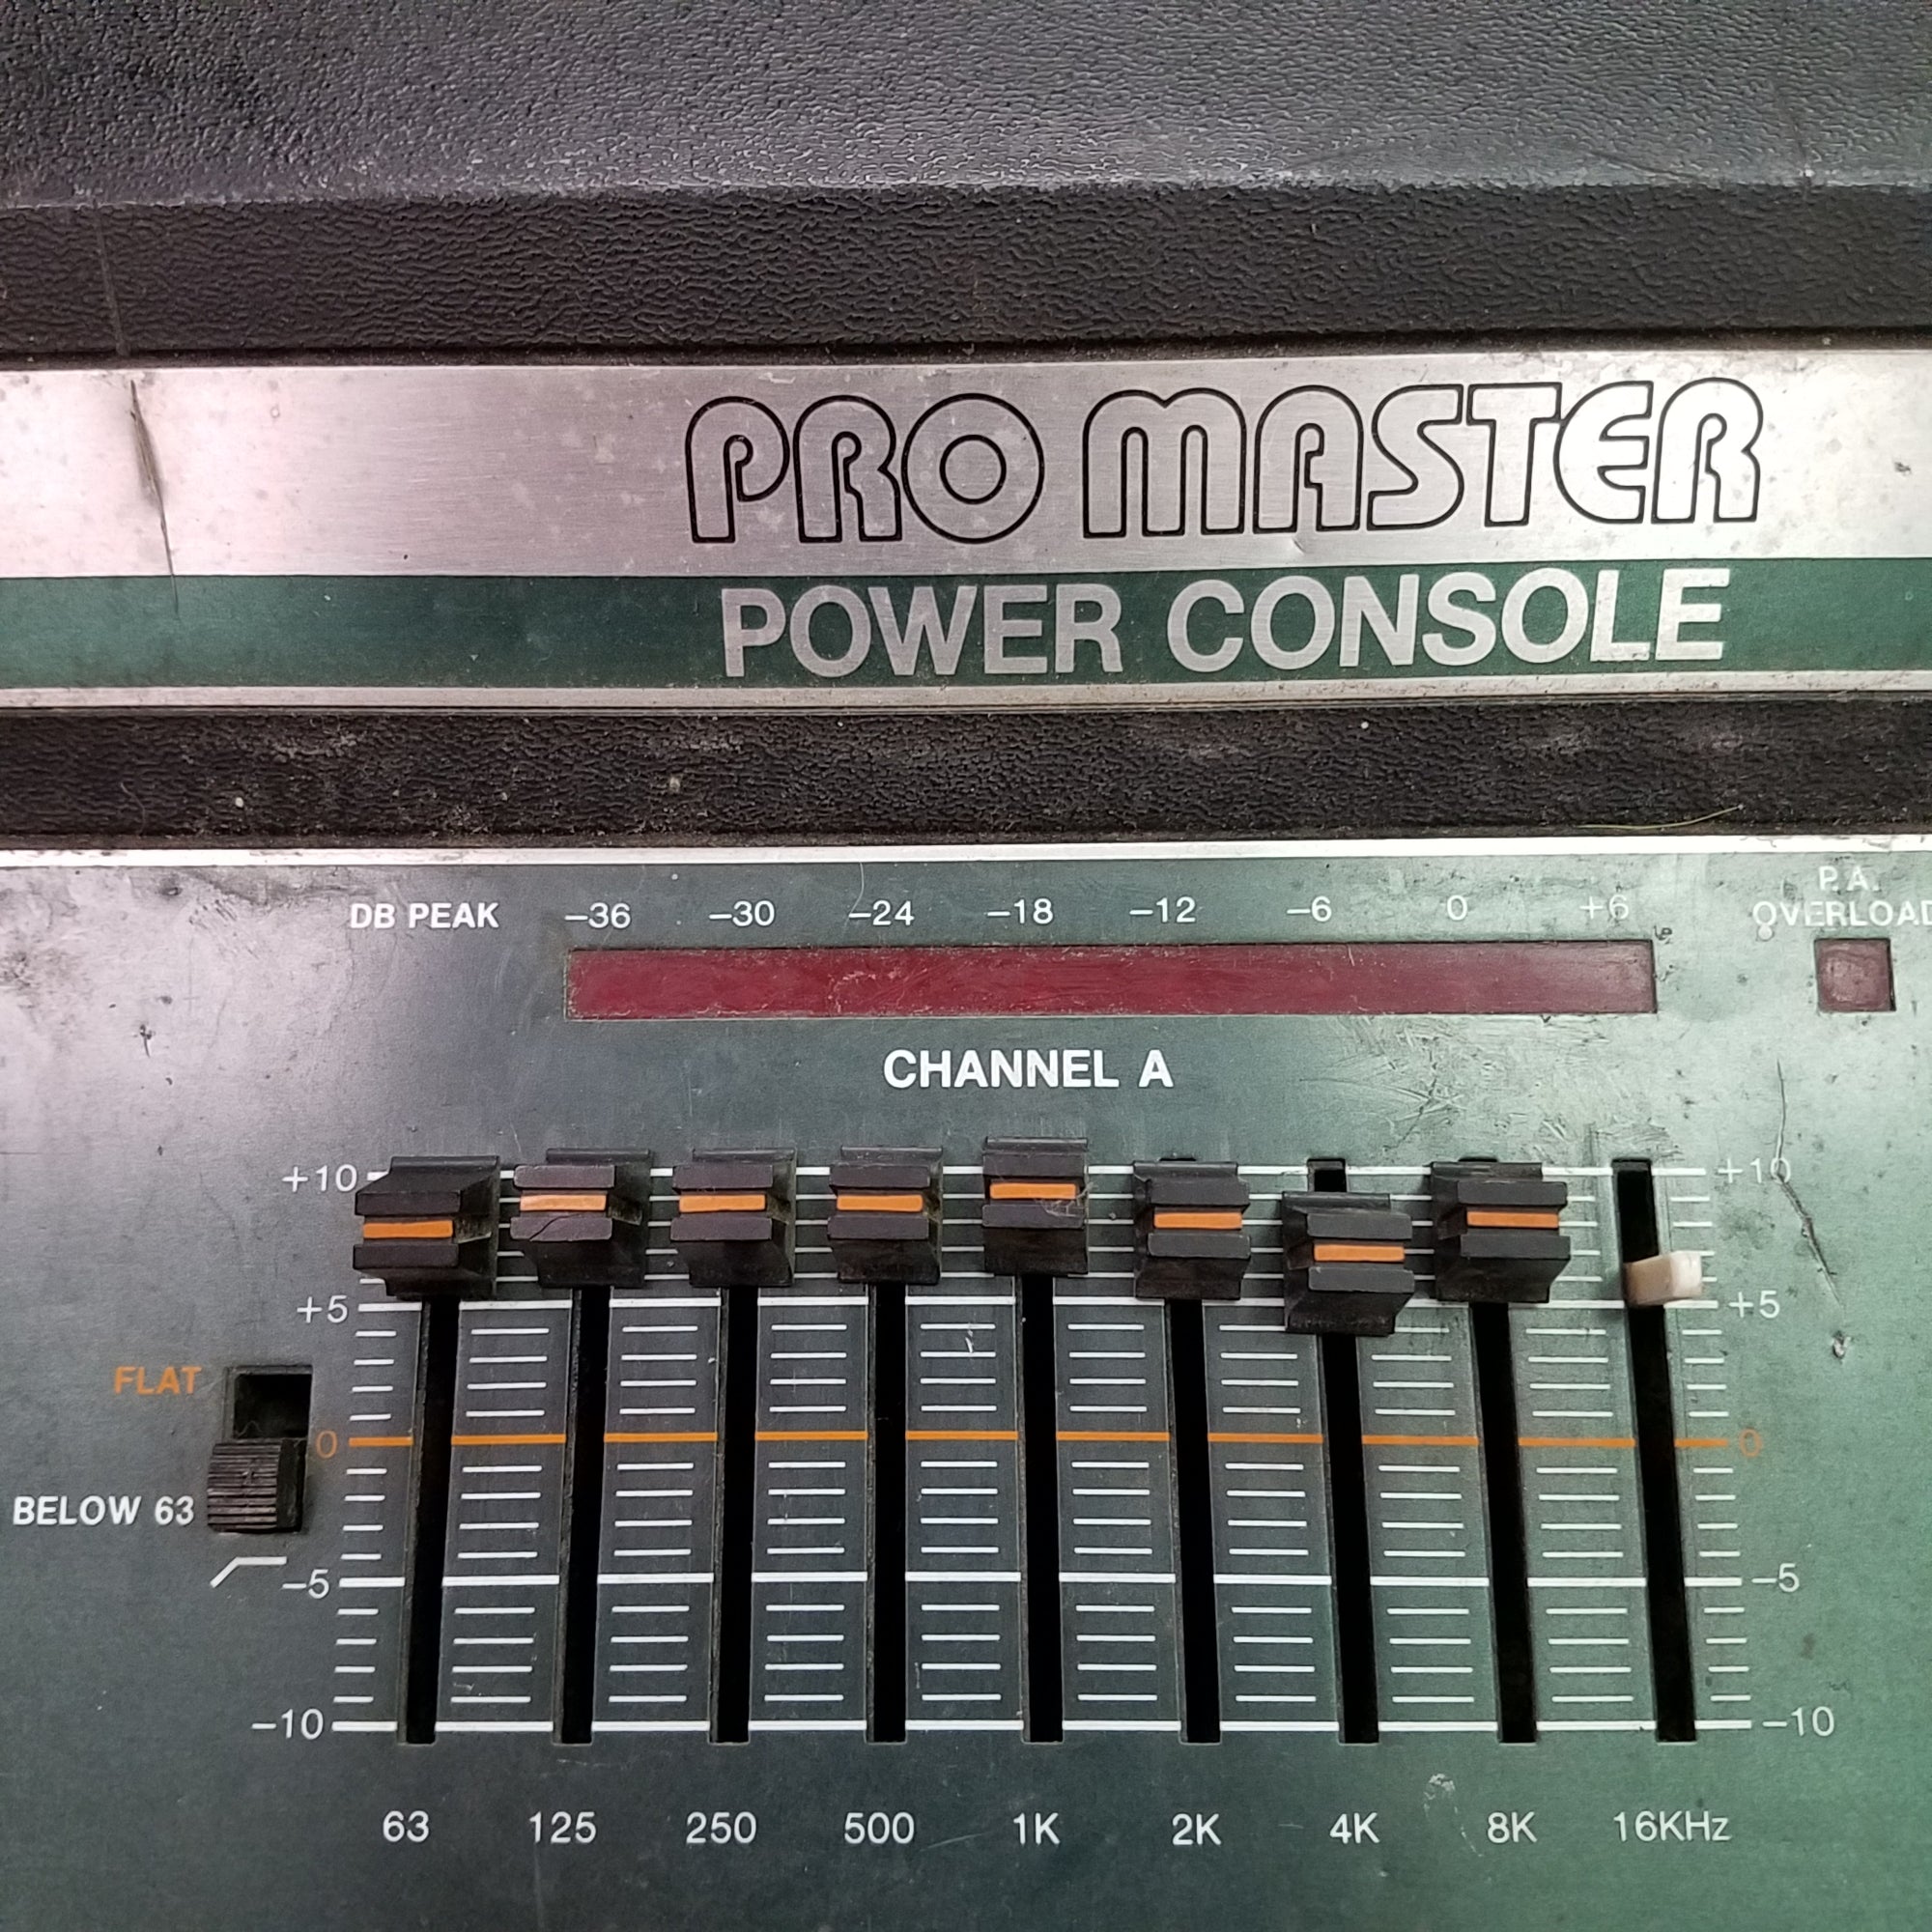 PRO MASTER
POWER CONSOLE
P.A.
DB PEAK −36 −30 −24 −18 −12 −6 0 +6 OVERLOAD
CHANNEL A
+10 +10
+5 +5
FLAT
0 0
BELOW 63
−5 −5
−10 −10
63 125 250 500 1K 2K 4K 8K 16KHz